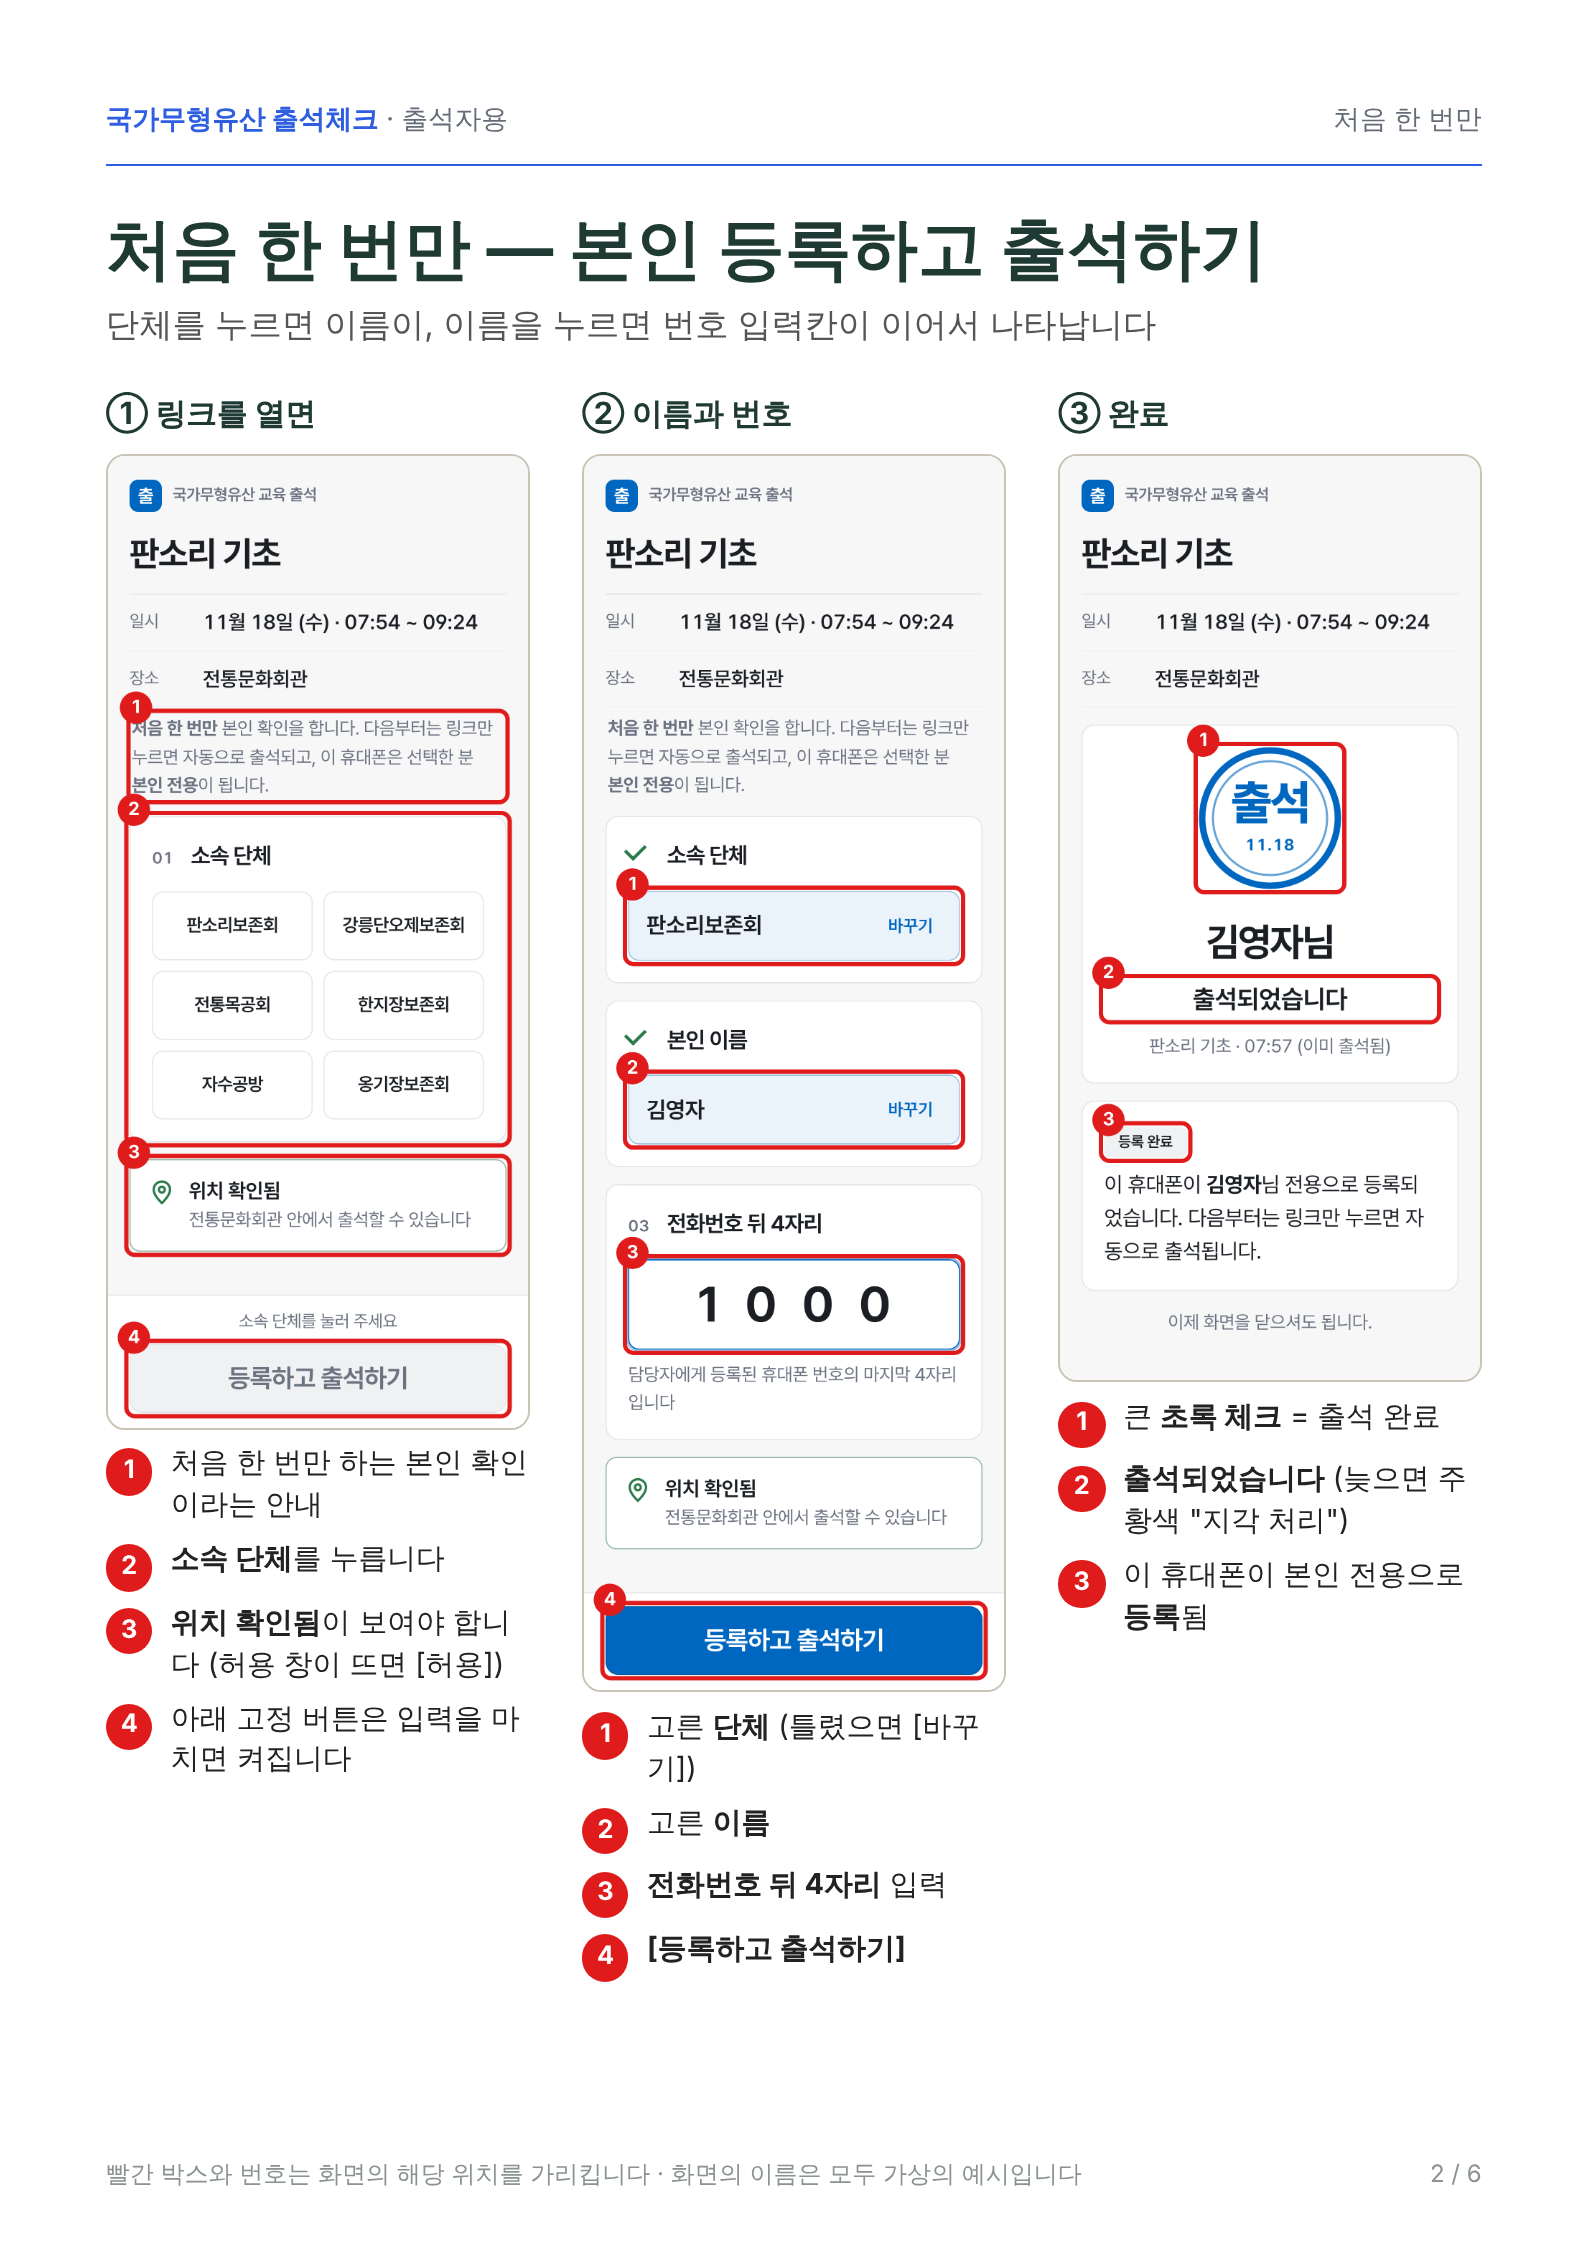 국가무형유산 출석체크 · 출석자용
처음 한 번만
처음 한 번만 — 본인 등록하고 출석하기
단체를 누르면 이름이, 이름을 누르면 번호 입력칸이 이어서 나타납니다
① 링크를 열면
출 국가무형유산 교육 출석
판소리 기초
일시 11월 18일 (수) · 07:54 ~ 09:24
장소 전통문화회관
1
처음 한 번만 본인 확인을 합니다. 다음부터는 링크만
누르면 자동으로 출석되고, 이 휴대폰은 선택한 분
본인 전용이 됩니다.
2
01 소속 단체
판소리보존회 강릉단오제보존회
전통목공회 한지장보존회
자수공방 옹기장보존회
3
위치 확인됨
전통문화회관 안에서 출석할 수 있습니다
소속 단체를 눌러 주세요
4
등록하고 출석하기
1 처음 한 번만 하는 본인 확인
이라는 안내
2 소속 단체를 누릅니다
3 위치 확인됨이 보여야 합니
다 (허용 창이 뜨면 [허용])
4 아래 고정 버튼은 입력을 마
치면 켜집니다
② 이름과 번호
출 국가무형유산 교육 출석
판소리 기초
일시 11월 18일 (수) · 07:54 ~ 09:24
장소 전통문화회관
처음 한 번만 본인 확인을 합니다. 다음부터는 링크만
누르면 자동으로 출석되고, 이 휴대폰은 선택한 분
본인 전용이 됩니다.
소속 단체
1
판소리보존회 바꾸기
본인 이름
2
김영자 바꾸기
03 전화번호 뒤 4자리
3
1 0 0 0
담당자에게 등록된 휴대폰 번호의 마지막 4자리
입니다
위치 확인됨
전통문화회관 안에서 출석할 수 있습니다
4
등록하고 출석하기
1 고른 단체 (틀렸으면 [바꾸
기])
2 고른 이름
3 전화번호 뒤 4자리 입력
4 [등록하고 출석하기]
③ 완료
출 국가무형유산 교육 출석
판소리 기초
일시 11월 18일 (수) · 07:54 ~ 09:24
장소 전통문화회관
1
출석
11.18
김영자님
2
출석되었습니다
판소리 기초 · 07:57 (이미 출석됨)
3
등록 완료
이 휴대폰이 김영자님 전용으로 등록되
었습니다. 다음부터는 링크만 누르면 자
동으로 출석됩니다.
이제 화면을 닫으셔도 됩니다.
1 큰 초록 체크 = 출석 완료
2 출석되었습니다 (늦으면 주
황색 "지각 처리")
3 이 휴대폰이 본인 전용으로
등록됨
빨간 박스와 번호는 화면의 해당 위치를 가리킵니다 · 화면의 이름은 모두 가상의 예시입니다
2 / 6